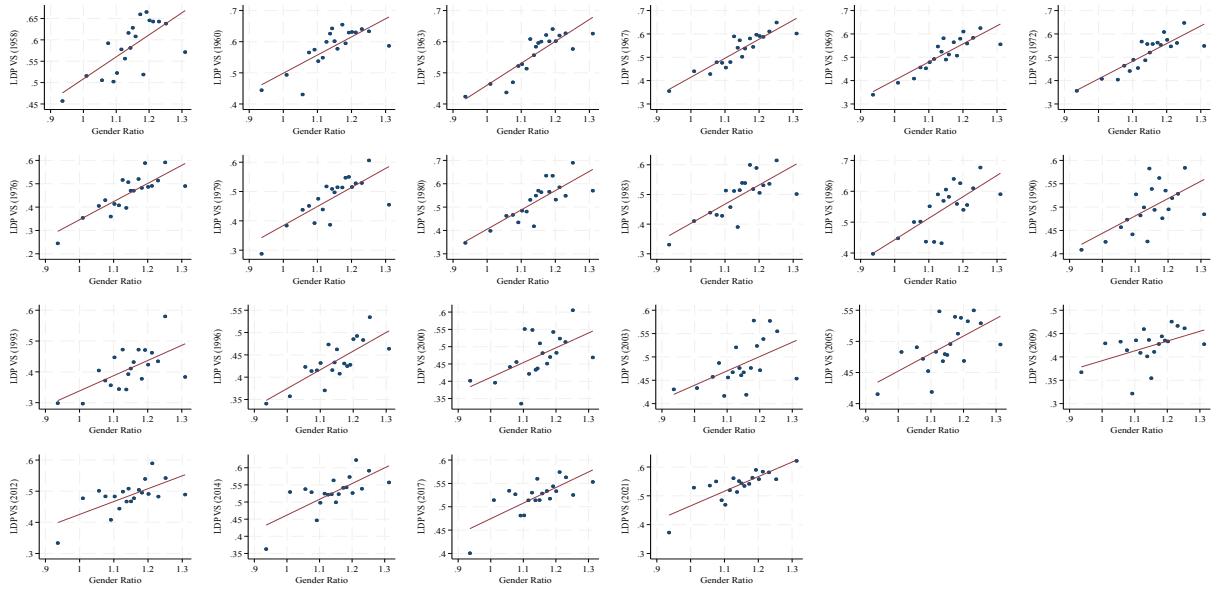 LDP VS (1958)
.65
.6
.55
.5
.45
.9 1 1.1 1.2 1.3
Gender Ratio
LDP VS (1960)
.7
.6
.5
.4
.9 1 1.1 1.2 1.3
Gender Ratio
LDP VS (1963)
.7
.6
.5
.4
.9 1 1.1 1.2 1.3
Gender Ratio
LDP VS (1967)
.7
.6
.5
.4
.3
.9 1 1.1 1.2 1.3
Gender Ratio
LDP VS (1969)
.7
.6
.5
.4
.3
.9 1 1.1 1.2 1.3
Gender Ratio
LDP VS (1972)
.7
.6
.5
.4
.3
.9 1 1.1 1.2 1.3
Gender Ratio
LDP VS (1976)
.6
.5
.4
.3
.2
.9 1 1.1 1.2 1.3
Gender Ratio
LDP VS (1979)
.6
.5
.4
.3
.9 1 1.1 1.2 1.3
Gender Ratio
LDP VS (1980)
.7
.6
.5
.4
.3
.9 1 1.1 1.2 1.3
Gender Ratio
LDP VS (1983)
.6
.5
.4
.3
.9 1 1.1 1.2 1.3
Gender Ratio
LDP VS (1986)
.7
.6
.5
.4
.9 1 1.1 1.2 1.3
Gender Ratio
LDP VS (1990)
.6
.55
.5
.45
.4
.9 1 1.1 1.2 1.3
Gender Ratio
LDP VS (1993)
.6
.5
.4
.3
.9 1 1.1 1.2 1.3
Gender Ratio
LDP VS (1996)
.55
.5
.45
.4
.35
.9 1 1.1 1.2 1.3
Gender Ratio
LDP VS (2000)
.6
.55
.5
.45
.4
.35
.9 1 1.1 1.2 1.3
Gender Ratio
LDP VS (2003)
.6
.55
.5
.45
.4
.9 1 1.1 1.2 1.3
Gender Ratio
LDP VS (2005)
.55
.5
.45
.4
.9 1 1.1 1.2 1.3
Gender Ratio
LDP VS (2009)
.5
.45
.4
.35
.3
.9 1 1.1 1.2 1.3
Gender Ratio
LDP VS (2012)
.6
.5
.4
.3
.9 1 1.1 1.2 1.3
Gender Ratio
LDP VS (2014)
.6
.55
.5
.45
.4
.35
.9 1 1.1 1.2 1.3
Gender Ratio
LDP VS (2017)
.6
.55
.5
.45
.4
.9 1 1.1 1.2 1.3
Gender Ratio
LDP VS (2021)
.6
.5
.4
.3
.9 1 1.1 1.2 1.3
Gender Ratio